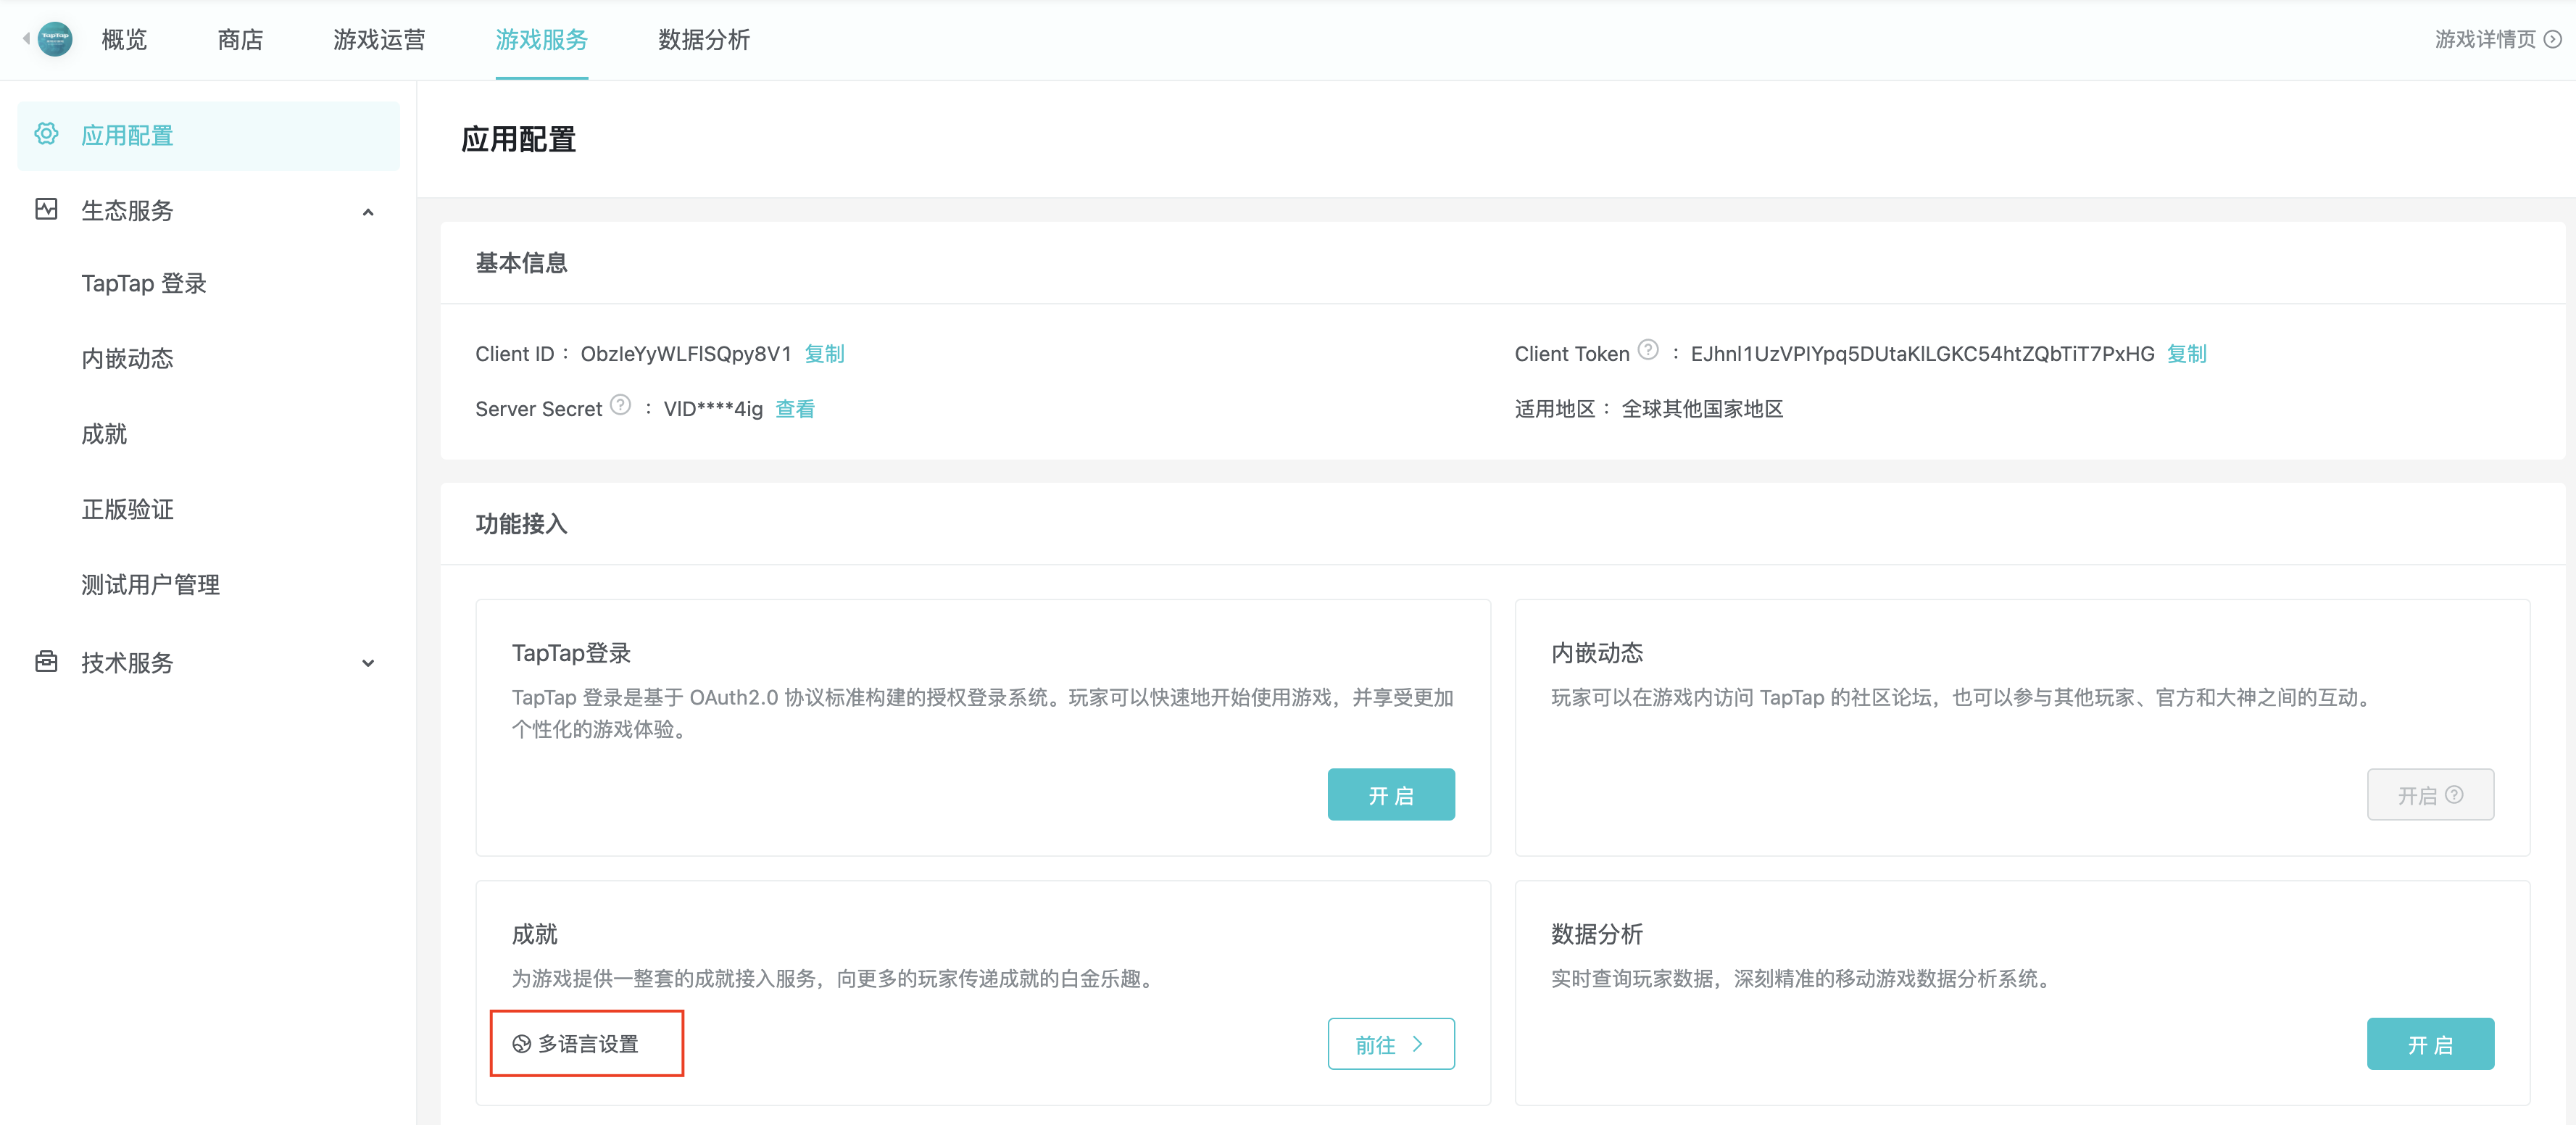 概览 商店 游戏运营 游戏服务 数据分析 游戏详情页
应用配置
生态服务
TapTap 登录
内嵌动态
成就
正版验证
测试用户管理
技术服务
应用配置
基本信息
Client ID： ObzIeYyWLFlSQpy8V1 复制
Client Token ： EJhnl1UzVPIYpq5DUtaKlLGKC54htZQbTiT7PxHG 复制
Server Secret ： VlD****4ig 查看
适用地区： 全球其他国家地区
功能接入
TapTap登录
TapTap 登录是基于 OAuth2.0 协议标准构建的授权登录系统。玩家可以快速地开始使用游戏，并享受更加
个性化的游戏体验。
开启
内嵌动态
玩家可以在游戏内访问 TapTap 的社区论坛，也可以参与其他玩家、官方和大神之间的互动。
开启
成就
为游戏提供一整套的成就接入服务，向更多的玩家传递成就的白金乐趣。
多语言设置
前往
数据分析
实时查询玩家数据，深刻精准的移动游戏数据分析系统。
开启